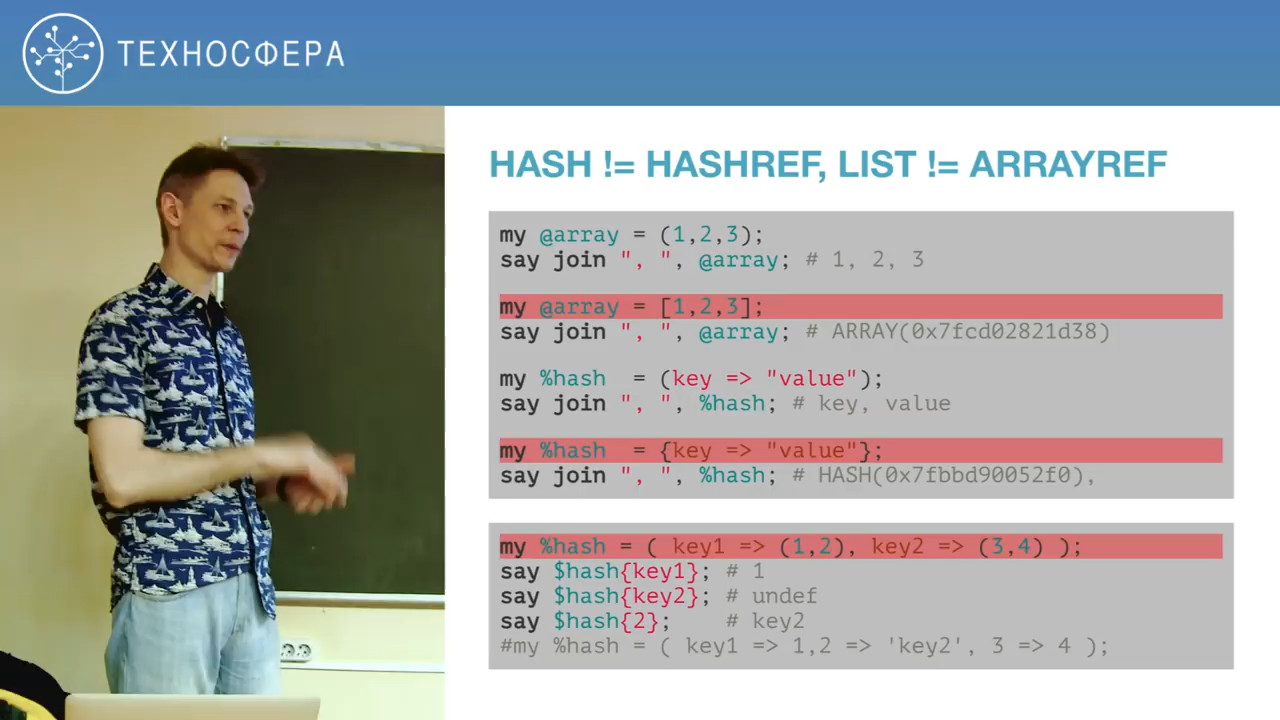 ТЕХНОСФЕРА
HASH != HASHREF, LIST != ARRAYREF
my @array = (1,2,3);
say join ", ", @array; # 1, 2, 3
my @array = [1,2,3];
say join ", ", @array; # ARRAY(0x7fcd02821d38)
my %hash  = (key => "value");
say join ", ", %hash; # key, value
my %hash  = {key => "value"};
say join ", ", %hash; # HASH(0x7fbbd90052f0),
my %hash = ( key1 => (1,2), key2 => (3,4) );
say $hash{key1}; # 1
say $hash{key2}; # undef
say $hash{2};    # key2
#my %hash = ( key1 => 1,2 => 'key2', 3 => 4 );